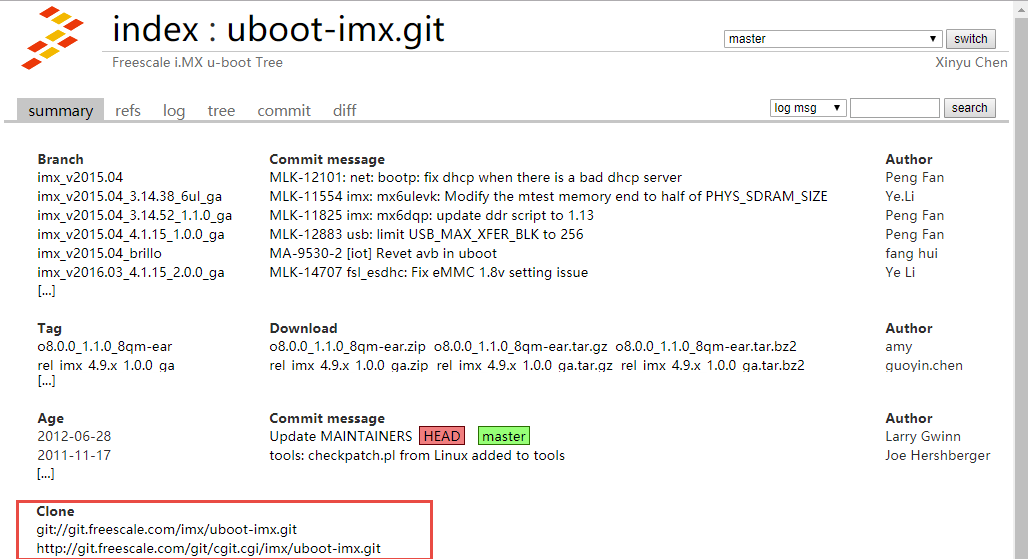 index : uboot-imx.git
master switch
Freescale i.MX u-boot Tree Xinyu Chen
summary refs log tree commit diff log msg search
Branch Commit message Author
imx_v2015.04 MLK-12101: net: bootp: fix dhcp when there is a bad dhcp server Peng Fan
imx_v2015.04_3.14.38_6ul_ga MLK-11554 imx: mx6ulevk: Modify the mtest memory end to half of PHYS_SDRAM_SIZE Ye.Li
imx_v2015.04_3.14.52_1.1.0_ga MLK-11825 imx: mx6dqp: update ddr script to 1.13 Peng Fan
imx_v2015.04_4.1.15_1.0.0_ga MLK-12883 usb: limit USB_MAX_XFER_BLK to 256 Peng Fan
imx_v2015.04_brillo MA-9530-2 [iot] Revet avb in uboot fang hui
imx_v2016.03_4.1.15_2.0.0_ga MLK-14707 fsl_esdhc: Fix eMMC 1.8v setting issue Ye Li
[...]
Tag Download Author
o8.0.0_1.1.0_8qm-ear o8.0.0_1.1.0_8qm-ear.zip o8.0.0_1.1.0_8qm-ear.tar.gz o8.0.0_1.1.0_8qm-ear.tar.bz2 amy
rel_imx_4.9.x_1.0.0_ga rel_imx_4.9.x_1.0.0_ga.zip rel_imx_4.9.x_1.0.0_ga.tar.gz rel_imx_4.9.x_1.0.0_ga.tar.bz2 guoyin.chen
[...]
Age Commit message Author
2012-06-28 Update MAINTAINERS HEAD master Larry Gwinn
2011-11-17 tools: checkpatch.pl from Linux added to tools Joe Hershberger
[...]
Clone
git://git.freescale.com/imx/uboot-imx.git
http://git.freescale.com/git/cgit.cgi/imx/uboot-imx.git